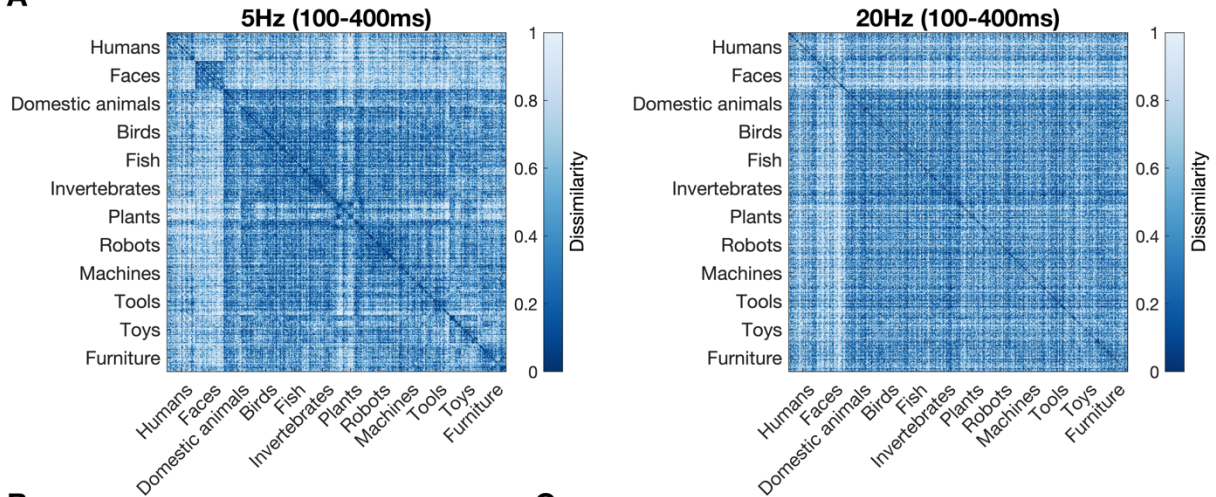 5Hz (100-400ms)
Humans
Faces
Domestic animals
Birds
Fish
Invertebrates
Plants
Robots
Machines
Tools
Toys
Furniture
Humans
Faces
Domestic animals
Birds
Fish
Invertebrates
Plants
Robots
Machines
Tools
Toys
Furniture
1
0.8
0.6
0.4
0.2
0
Dissimilarity
20Hz (100-400ms)
Humans
Faces
Domestic animals
Birds
Fish
Invertebrates
Plants
Robots
Machines
Tools
Toys
Furniture
Humans
Faces
Domestic animals
Birds
Fish
Invertebrates
Plants
Robots
Machines
Tools
Toys
Furniture
1
0.8
0.6
0.4
0.2
0
Dissimilarity